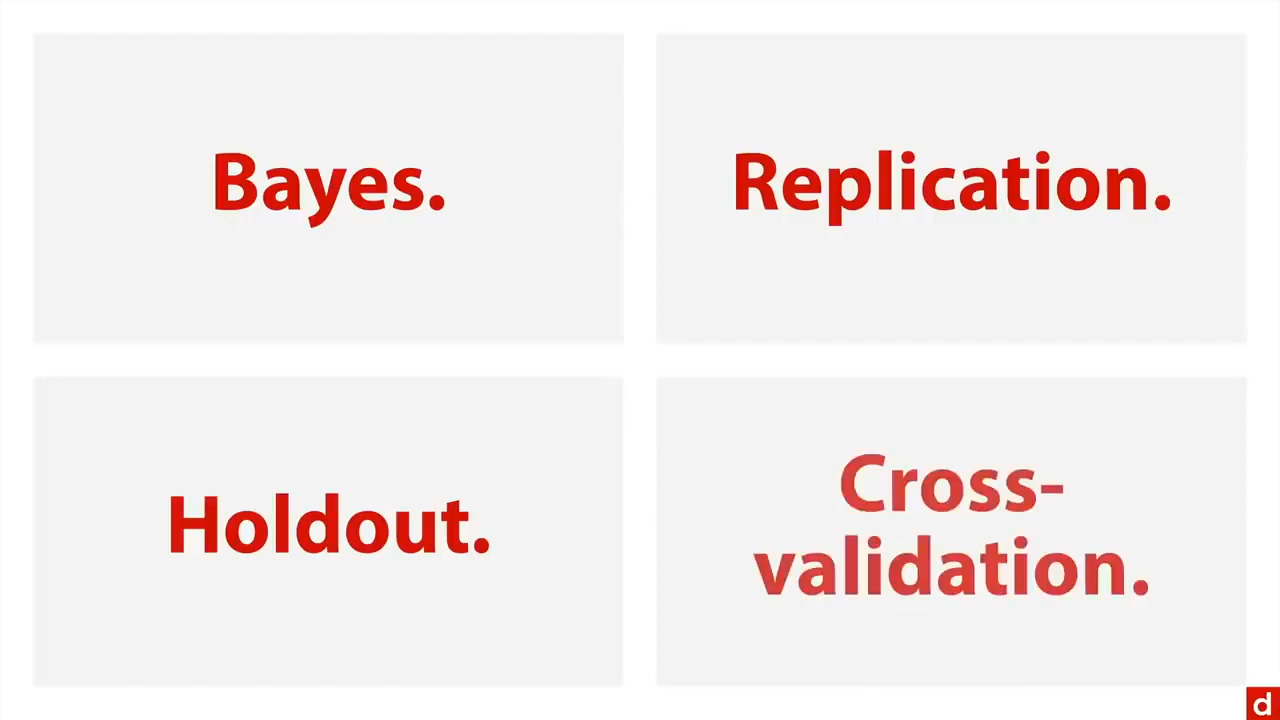 Bayes.
Replication.
Holdout.
Cross-
validation.
d